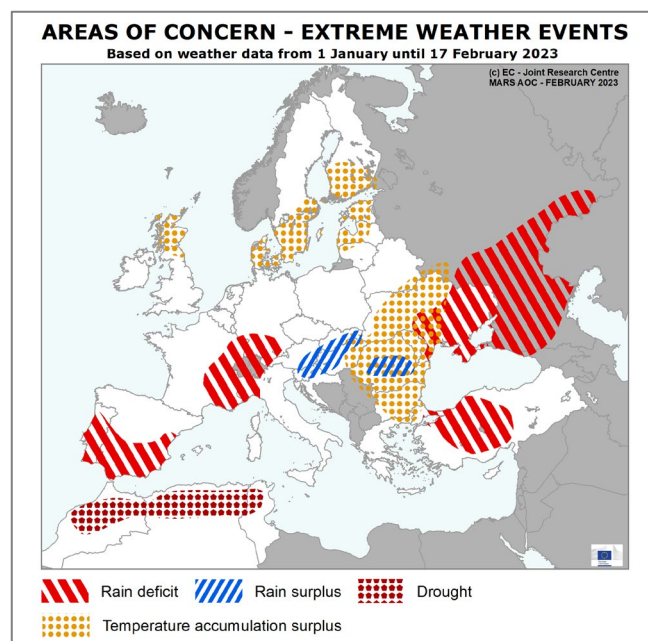 AREAS OF CONCERN - EXTREME WEATHER EVENTS
Based on weather data from 1 January until 17 February 2023
(c) EC - Joint Research Centre
MARS AOC - FEBRUARY 2023
Rain deficit
Rain surplus
Drought
Temperature accumulation surplus